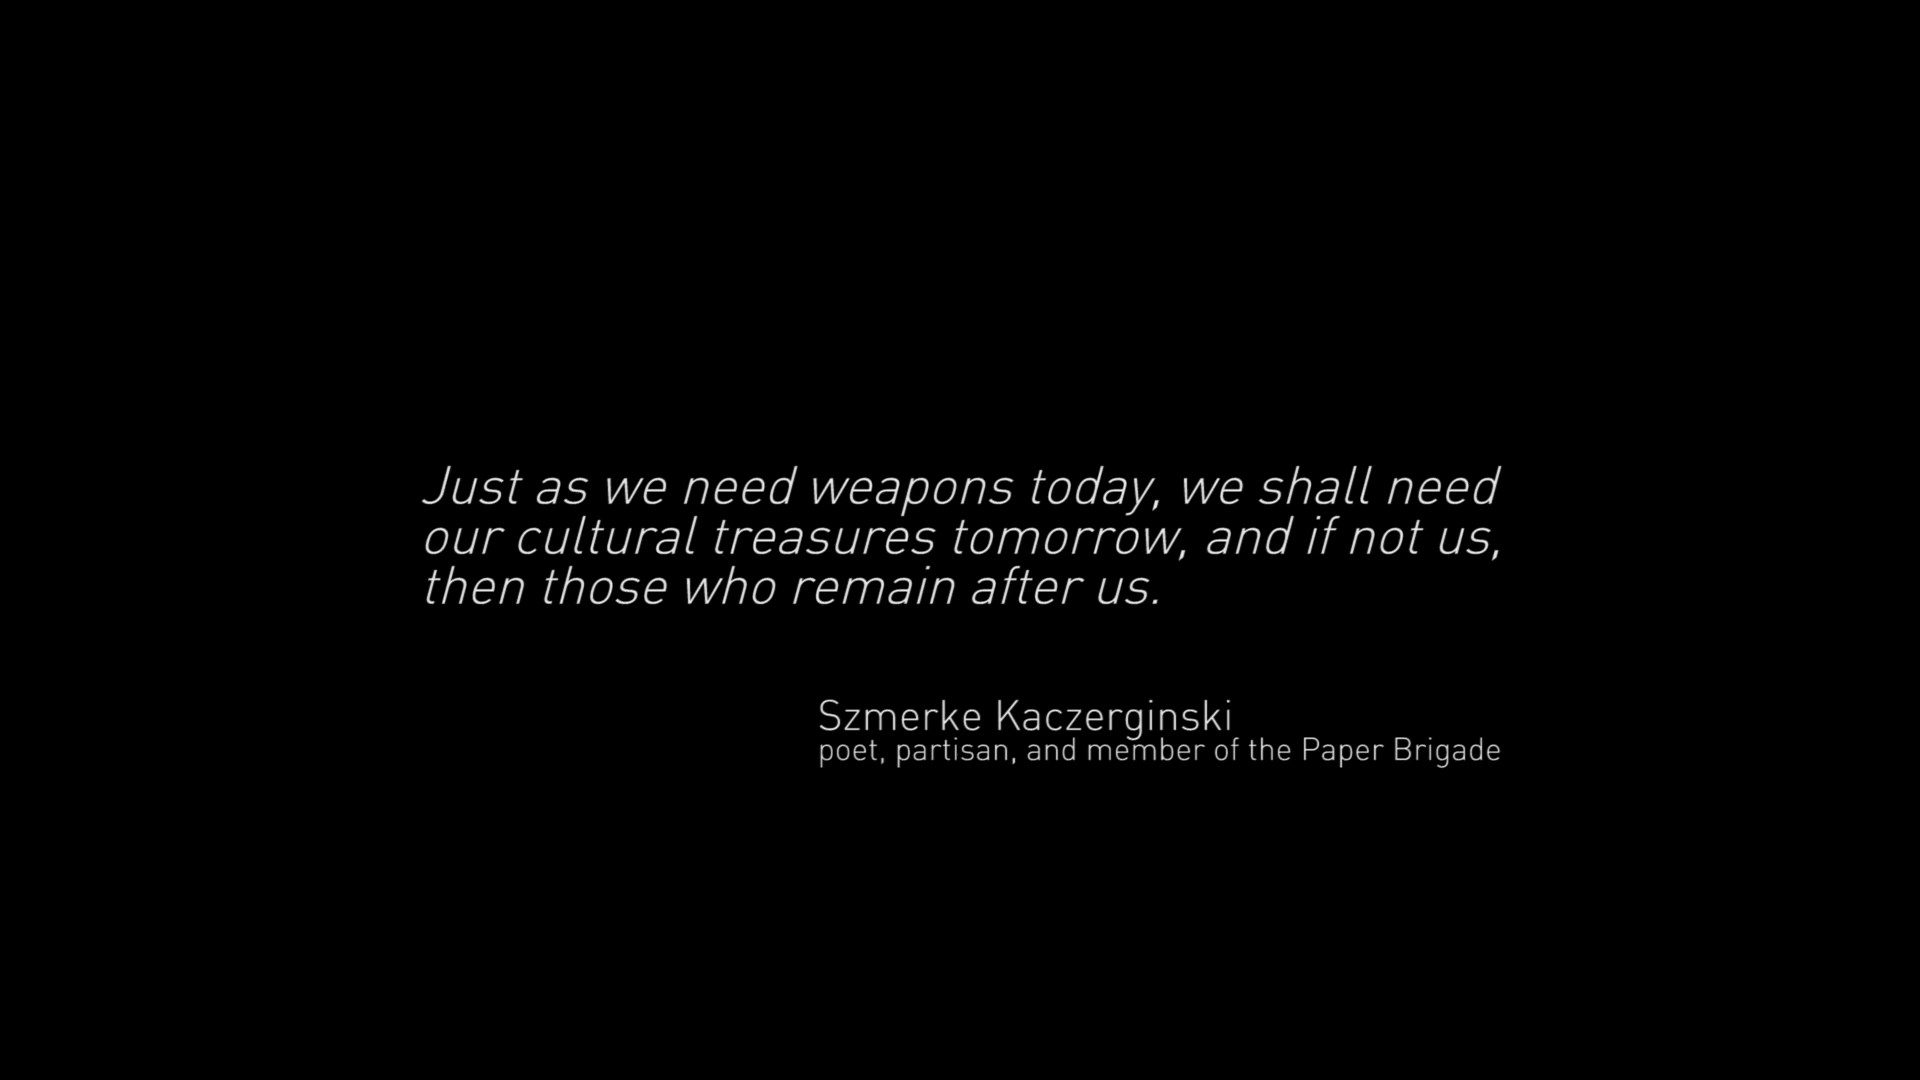 Just as we need weapons today, we shall need
our cultural treasures tomorrow, and if not us,
then those who remain after us.
Szmerke Kaczerginski
poet, partisan, and member of the Paper Brigade